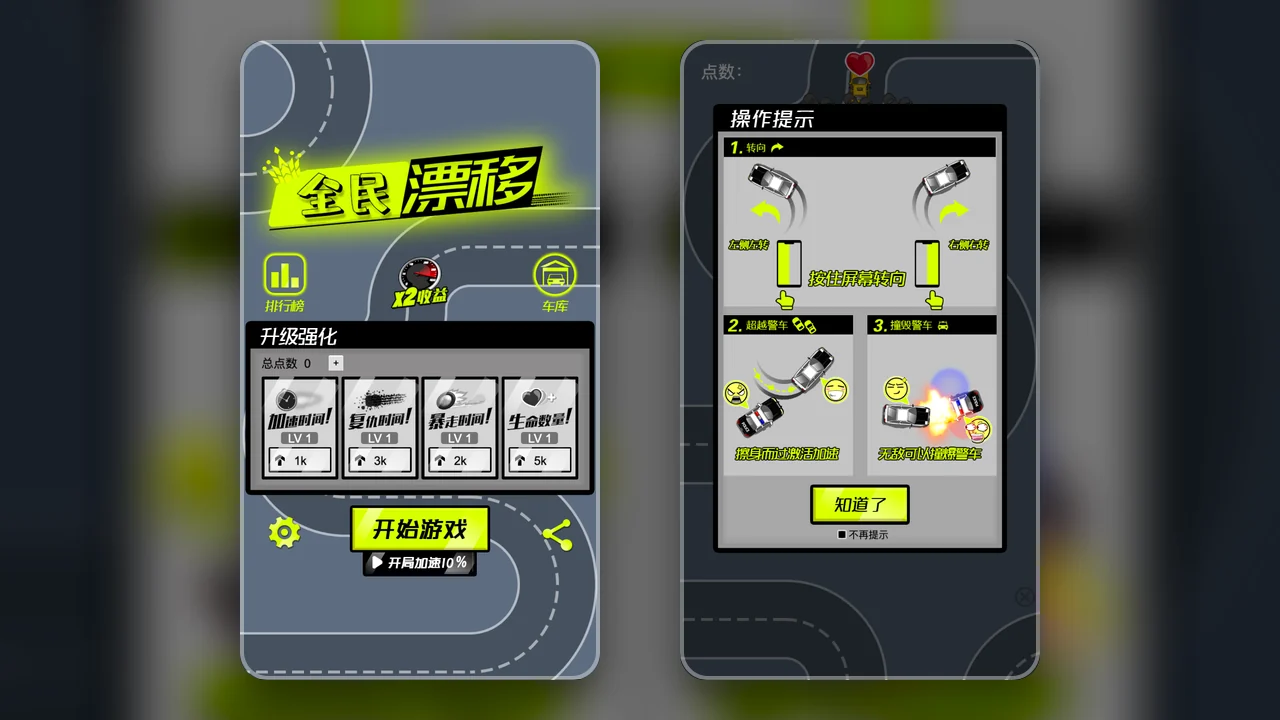 全民漂移
排行榜
X2收益
车库
升级强化
总点数 0 +
加速时间!
LV 1
1k
复仇时间!
LV 1
3k
暴走时间!
LV 1
2k
生命数量!
LV 1
5k
开始游戏
开局加速10%
点数:
操作提示
1. 转向
左侧左转
右侧右转
按住屏幕转向
2. 超越警车
擦身而过激活加速
3. 撞毁警车
无敌可以撞爆警车
知道了
不再提示